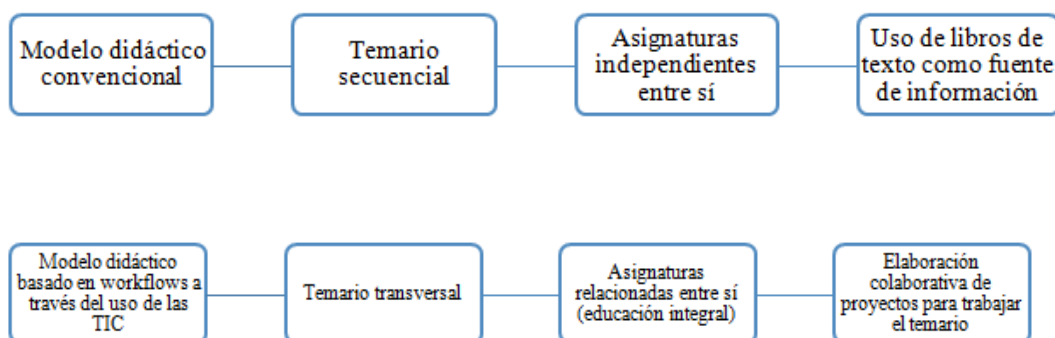 Modelo didáctico
convencional
Temario
secuencial
Asignaturas
independientes
entre sí
Uso de libros de
texto como fuente
de información
Modelo didáctico
basado en workflows a
través del uso de las
TIC
Temario transversal
Asignaturas
relacionadas entre sí
(educación integral)
Elaboración
colaborativa de
proyectos para trabajar
el temario